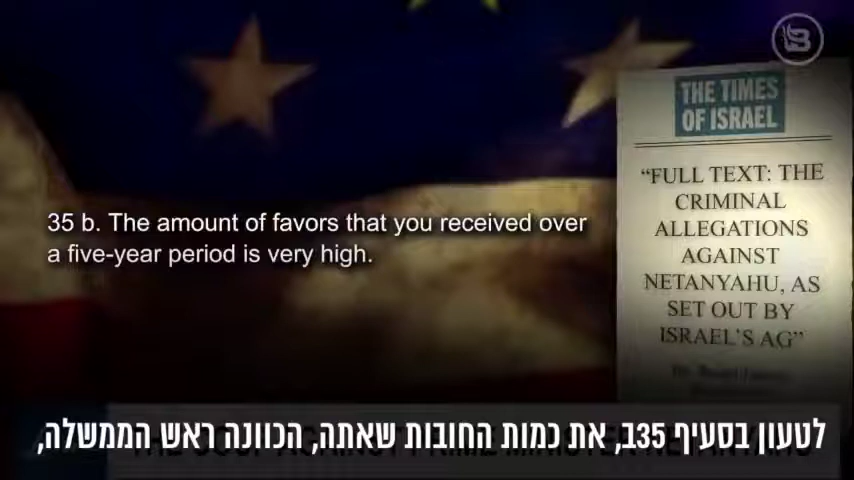 THE TIMES
OF ISRAEL
"FULL TEXT: THE
CRIMINAL
ALLEGATIONS
AGAINST
NETANYAHU, AS
SET OUT BY
ISRAEL'S AG"
35 b. The amount of favors that you received over
a five-year period is very high.
לטעון בסעיף 35ב, את כמות החובות שאתה, הכוונה ראש הממשלה,